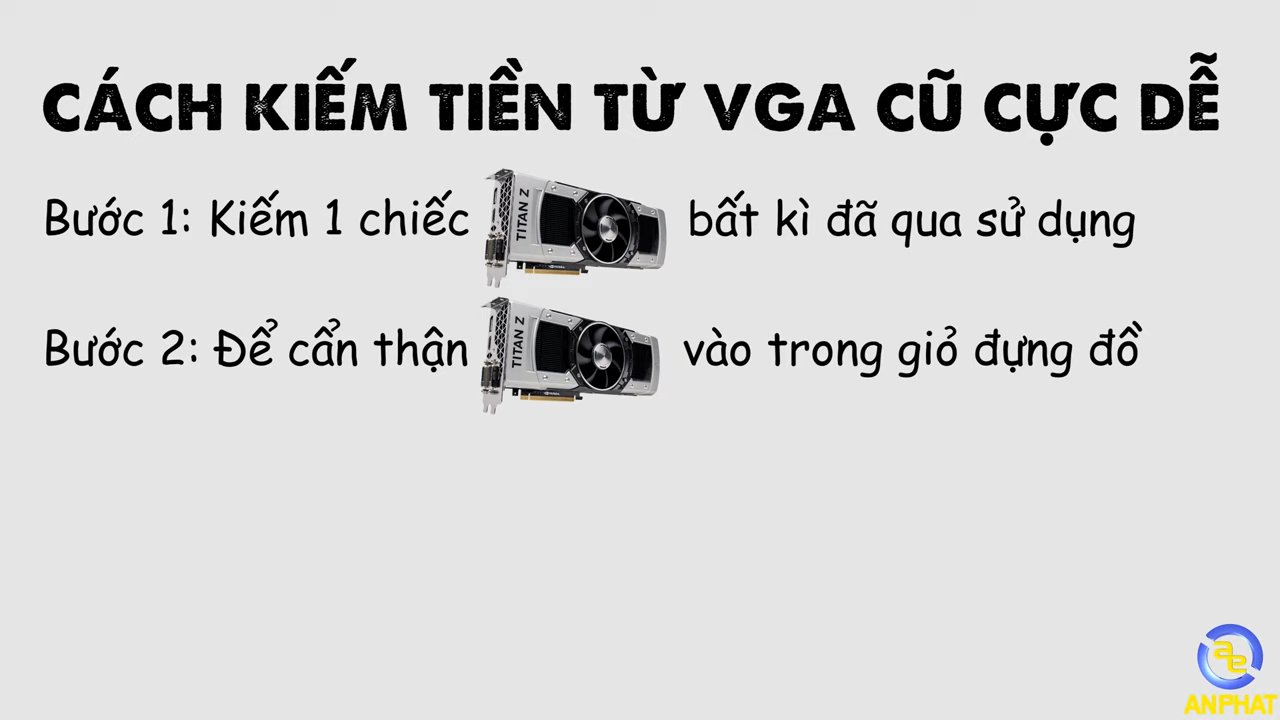 CÁCH KIẾM TIỀN TỪ VGA CŨ CỰC DỄ
Bước 1: Kiếm 1 chiếc TITAN Z bất kì đã qua sử dụng
Bước 2: Để cẩn thận TITAN Z vào trong giỏ đựng đồ
ae
ANPHAT